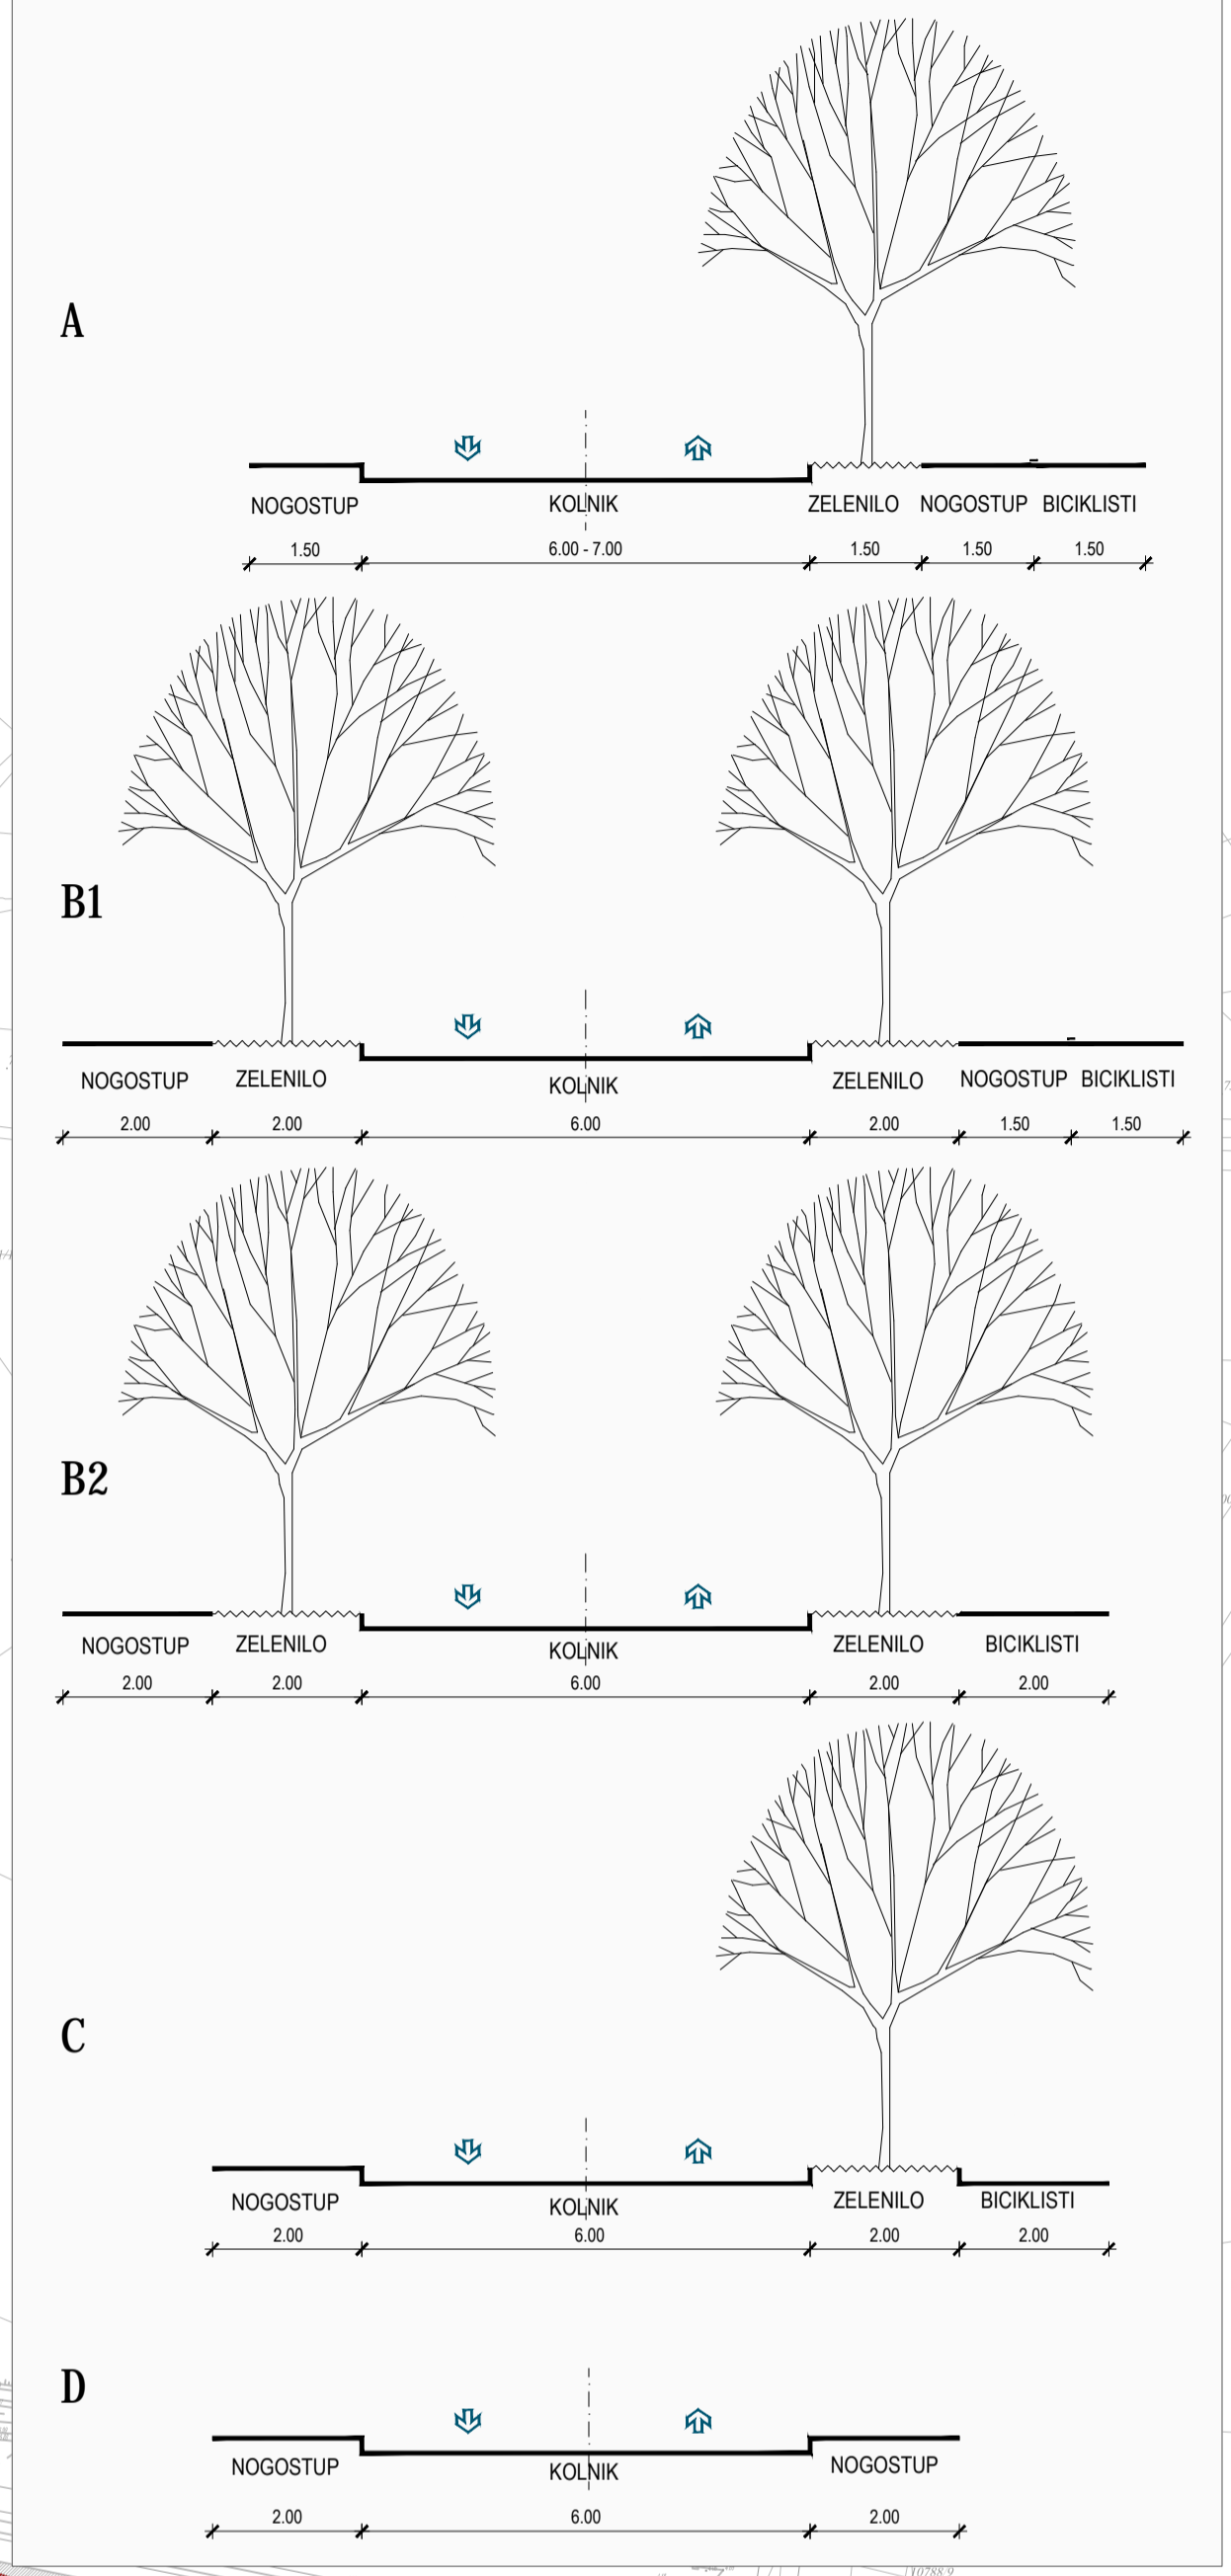 A
NOGOSTUP KOLNIK ZELENILO NOGOSTUP BICIKLISTI
1.50 6.00 - 7.00 1.50 1.50 1.50
B1
NOGOSTUP ZELENILO KOLNIK ZELENILO NOGOSTUP BICIKLISTI
2.00 2.00 6.00 2.00 1.50 1.50
B2
NOGOSTUP ZELENILO KOLNIK ZELENILO BICIKLISTI
2.00 2.00 6.00 2.00 2.00
C
NOGOSTUP KOLNIK ZELENILO BICIKLISTI
2.00 6.00 2.00 2.00
D
NOGOSTUP KOLNIK NOGOSTUP
2.00 6.00 2.00
10788/9